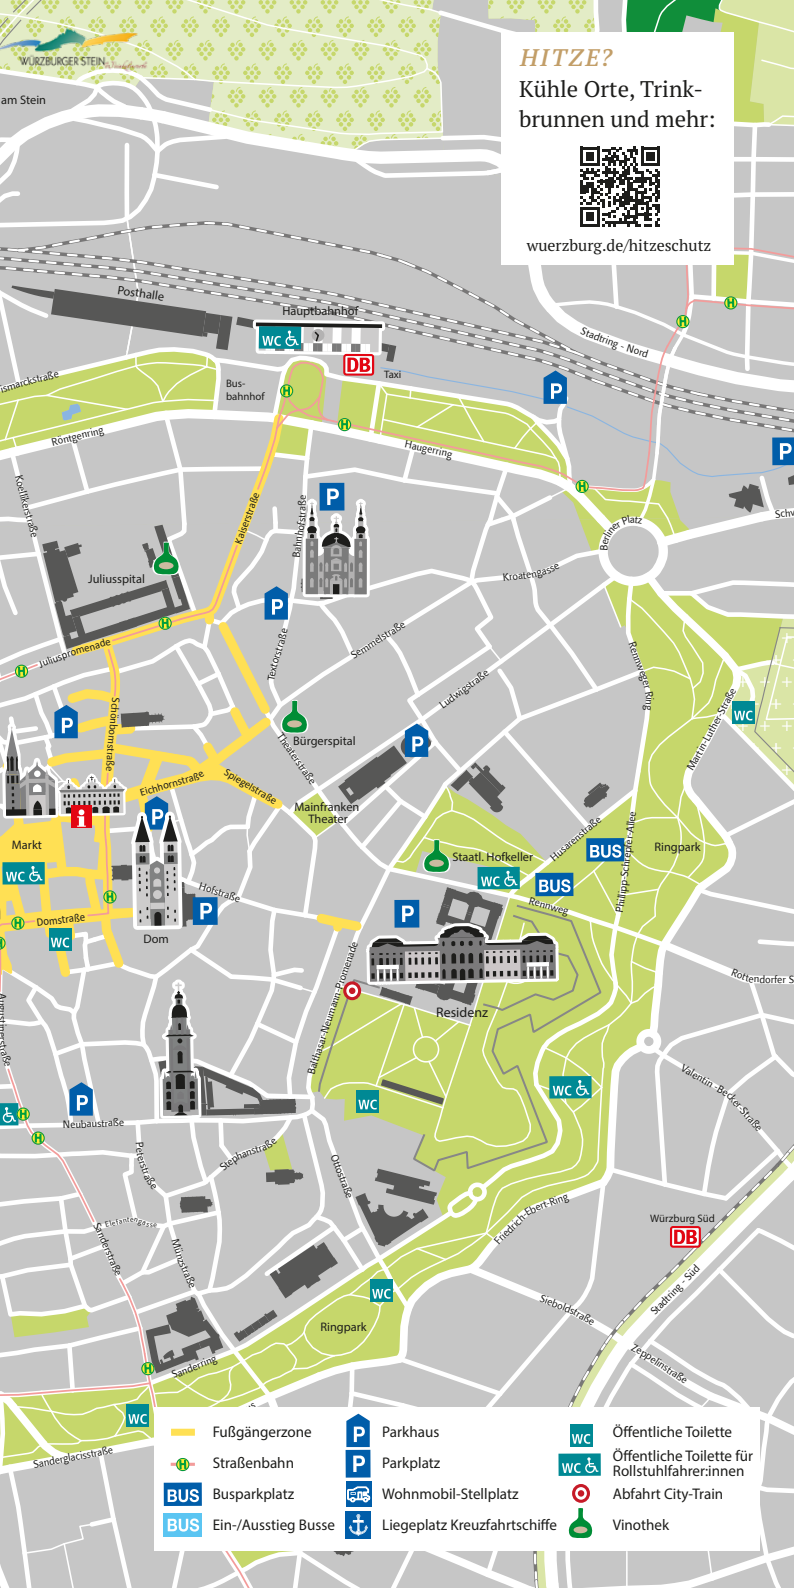 WÜRZBURGER STEIN
am Stein
HITZE?
Kühle Orte, Trink-
brunnen und mehr:
wuerzburg.de/hitzeschutz
Posthalle
Hauptbahnhof
WC
DB
Taxi
Stadtring - Nord
ismarckstraße
Bus-
bahnhof
H
H
H
H
P
P
Röntgenring
Haugerring
H
Koellikerstraße
Kaiserstraße
Bahnhofstraße
P
Berliner Platz
Schw
Juliusspital
Kroatengasse
P
H
Juliuspromenade
H
Textorstraße
Semmelstraße
Rennweger Ring
Ludwigstraße
Martin-Luther-Straße
WC
Schönbornstraße
P
Bürgerspital
Theaterstraße
P
Eichhornstraße
Spiegelstraße
Mainfranken
Theater
i
P
Markt
WC
Husarenstraße
BUS
Philipp-Schrepfer-Allee
Ringpark
Staatl. Hofkeller
WC
BUS
Rennweg
Hofstraße
P
P
H
H
Domstraße
WC
Dom
Balthasar-Neumann-Promenade
Residenz
Rottendorfer S
Augustinerstraße
P
WC
WC
Valentin-Becker-Straße
H
H
Neubaustraße
Peterstraße
Stephanstraße
Ottostraße
Elefantengasse
Sanderstraße
Münzstraße
Friedrich-Ebert-Ring
Würzburg Süd
DB
Stadtring - Süd
WC
Ringpark
Sieboldstraße
Zeppelinstraße
H
Sanderring
WC
Sanderglacisstraße
Fußgängerzone
H Straßenbahn
BUS Busparkplatz
BUS Ein-/Ausstieg Busse
P Parkhaus
P Parkplatz
Wohnmobil-Stellplatz
Liegeplatz Kreuzfahrtschiffe
WC Öffentliche Toilette
WC Öffentliche Toilette für
Rollstuhlfahrer:innen
Abfahrt City-Train
Vinothek